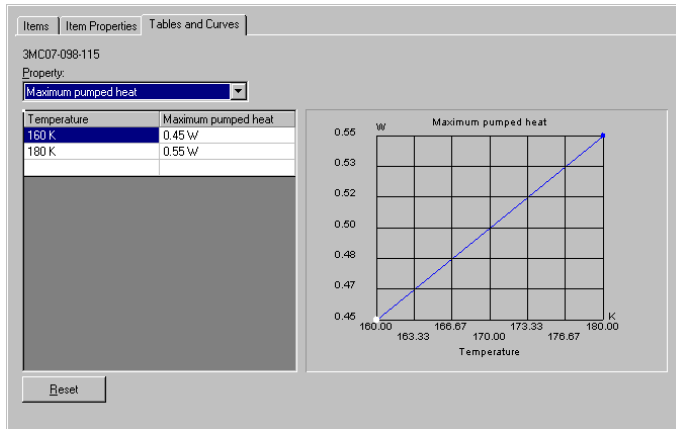 Items Item Properties Tables and Curves
3MC07-098-115
Property:
Maximum pumped heat
Temperature Maximum pumped heat
160 K 0.45 W
180 K 0.55 W
W Maximum pumped heat
0.55
0.53
0.52
0.50
0.48
0.47
0.45
K
160.00 166.67 173.33 180.00
163.33 170.00 176.67
Temperature
Reset